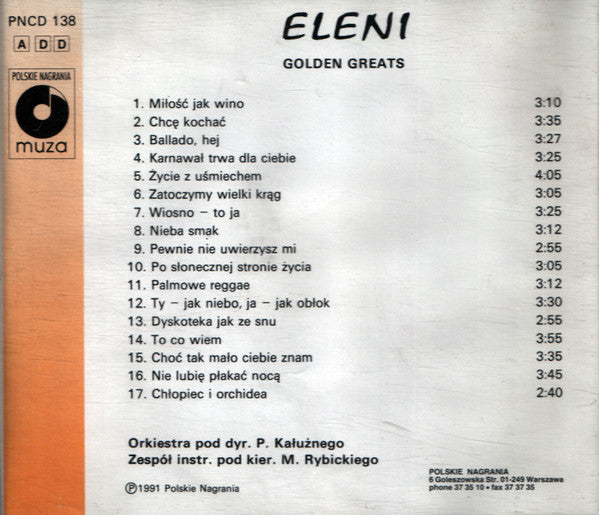 PNCD 138
A D D
POLSKIE NAGRANIA
muza
ELENI
GOLDEN GREATS
1. Miłość jak wino 3:10
2. Chcę kochać 3:35
3. Ballado, hej 3:27
4. Karnawał trwa dla ciebie 3:25
5. Życie z uśmiechem 4:05
6. Zatoczymy wielki krąg 3:05
7. Wiosno – to ja 3:25
8. Nieba smak 3:12
9. Pewnie nie uwierzysz mi 2:55
10. Po słonecznej stronie życia 3:05
11. Palmowe reggae 3:12
12. Ty – jak niebo, ja – jak obłok 3:30
13. Dyskoteka jak ze snu 2:55
14. To co wiem 3:55
15. Choć tak mało ciebie znam 3:35
16. Nie lubię płakać nocą 3:45
17. Chłopiec i orchidea 2:40
Orkiestra pod dyr. P. Kałużnego
Zespół instr. pod kier. M. Rybickiego
Ⓟ1991 Polskie Nagrania
POLSKIE NAGRANIA
6 Goleszowska Str. 01-249 Warszawa
phone 37 35 10 • fax 37 37 35